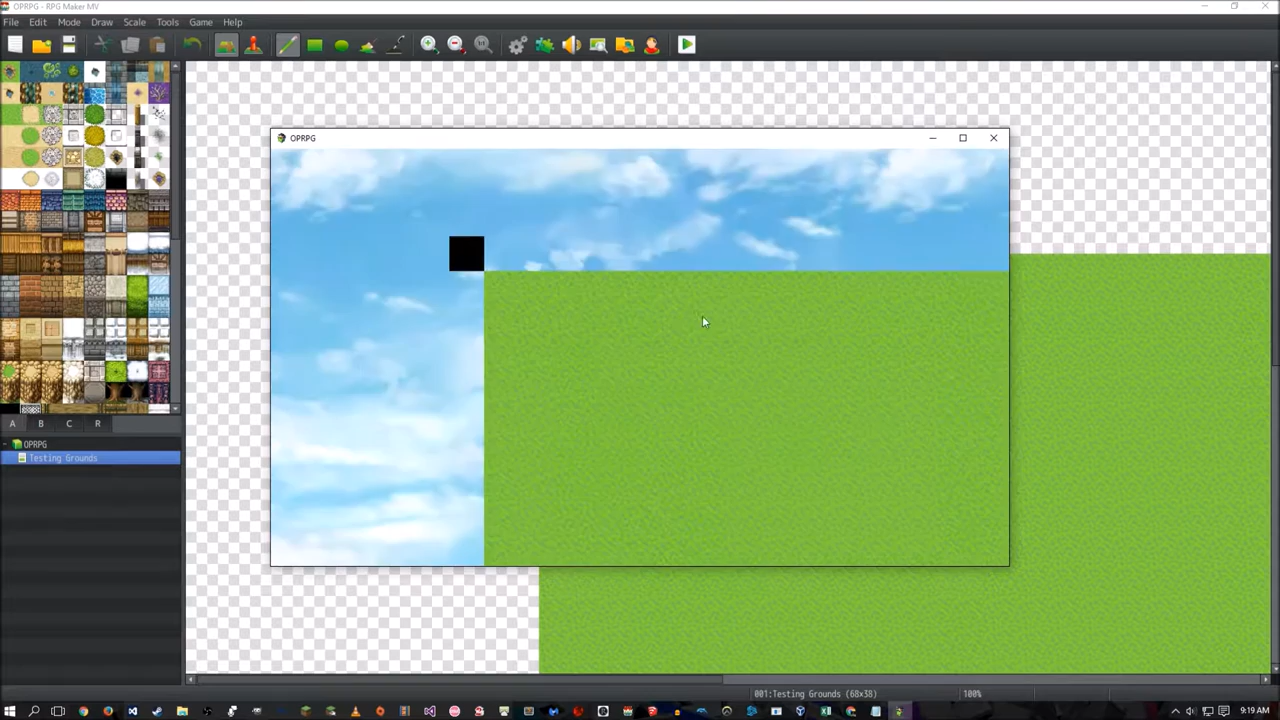 OPRPG - RPG Maker MV
File Edit Mode Draw Scale Tools Game Help
OPRPG
A B C R
OPRPG
Testing Grounds
001:Testing Grounds (68x38) 100%
9:19 AM